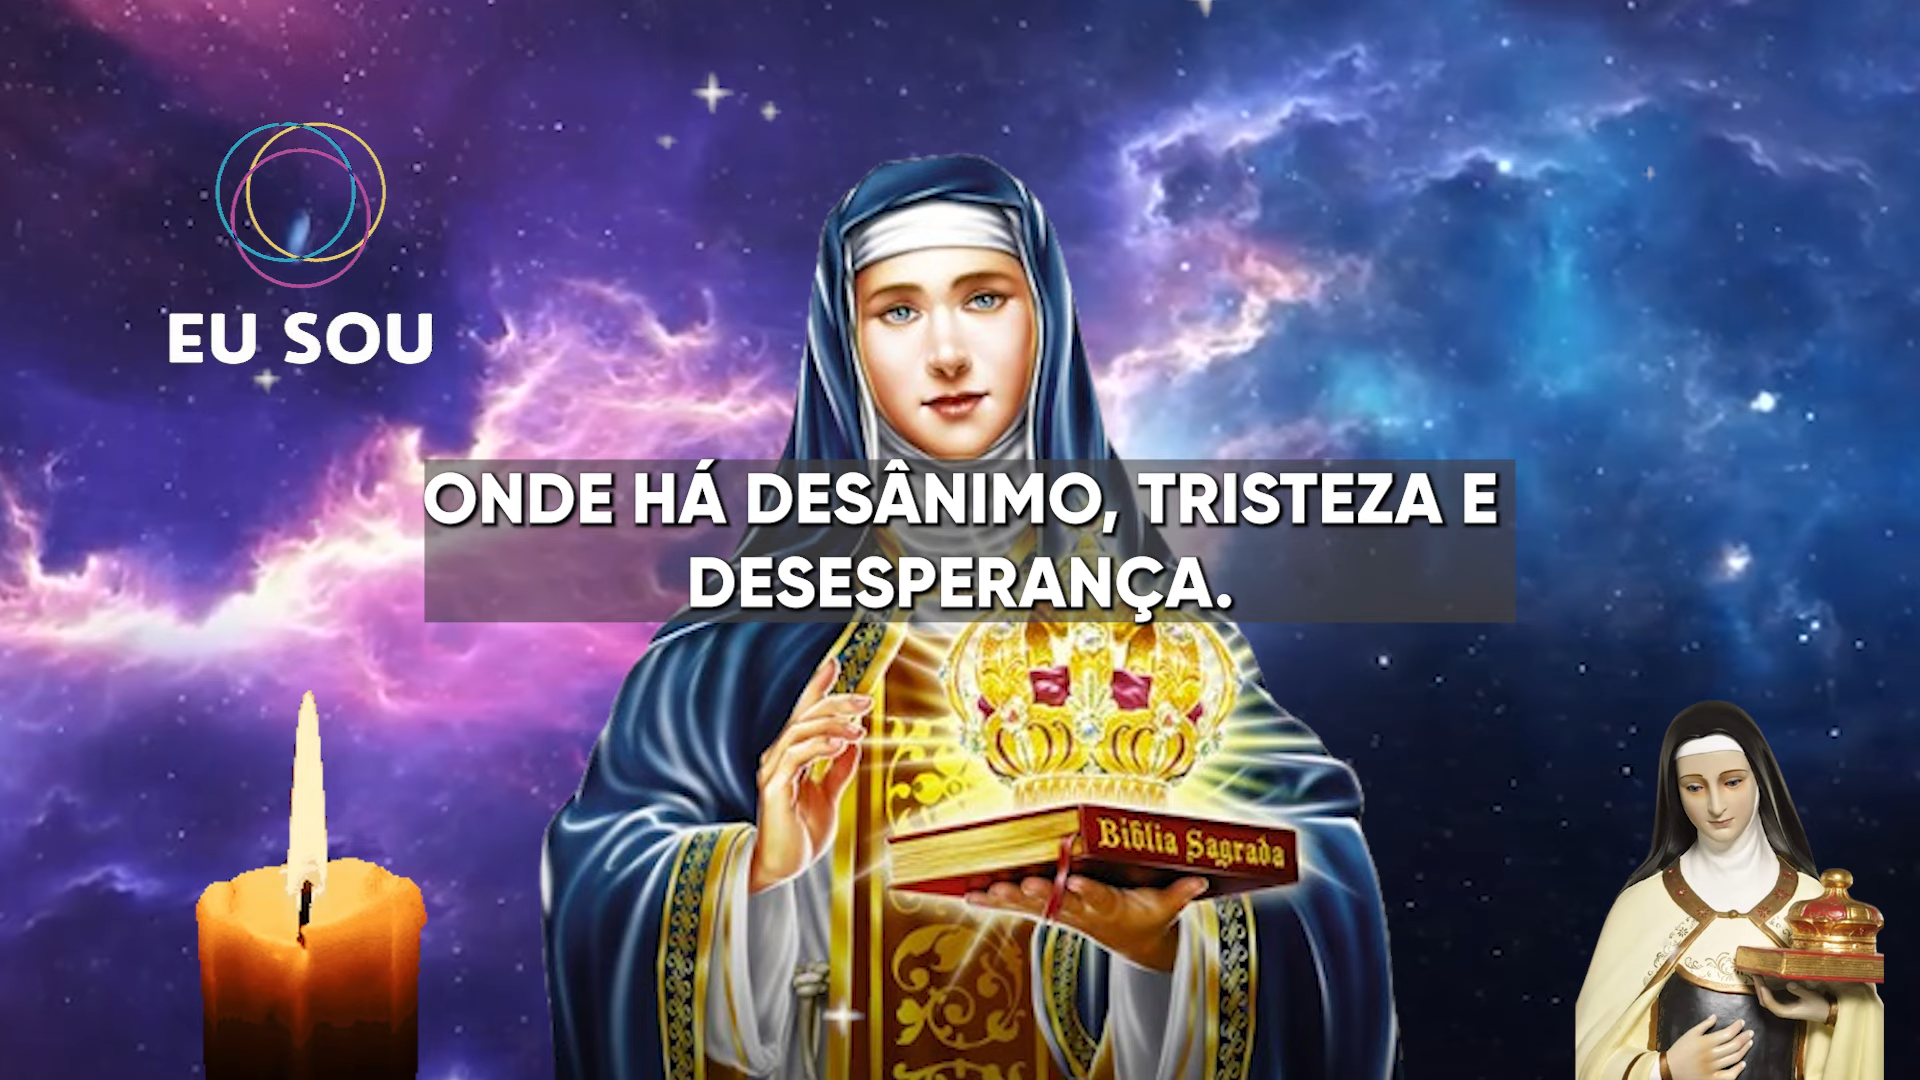 EU SOU
ONDE HÁ DESÂNIMO, TRISTEZA E
DESESPERANÇA.
Bíblia Sagrada